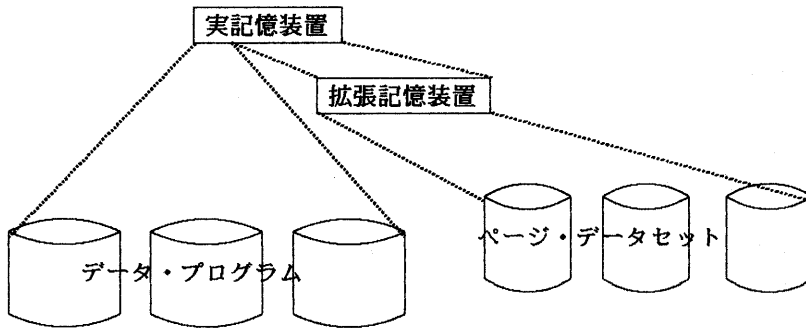 実記憶装置
拡張記憶装置
ページ・データセット
データ・プログラム